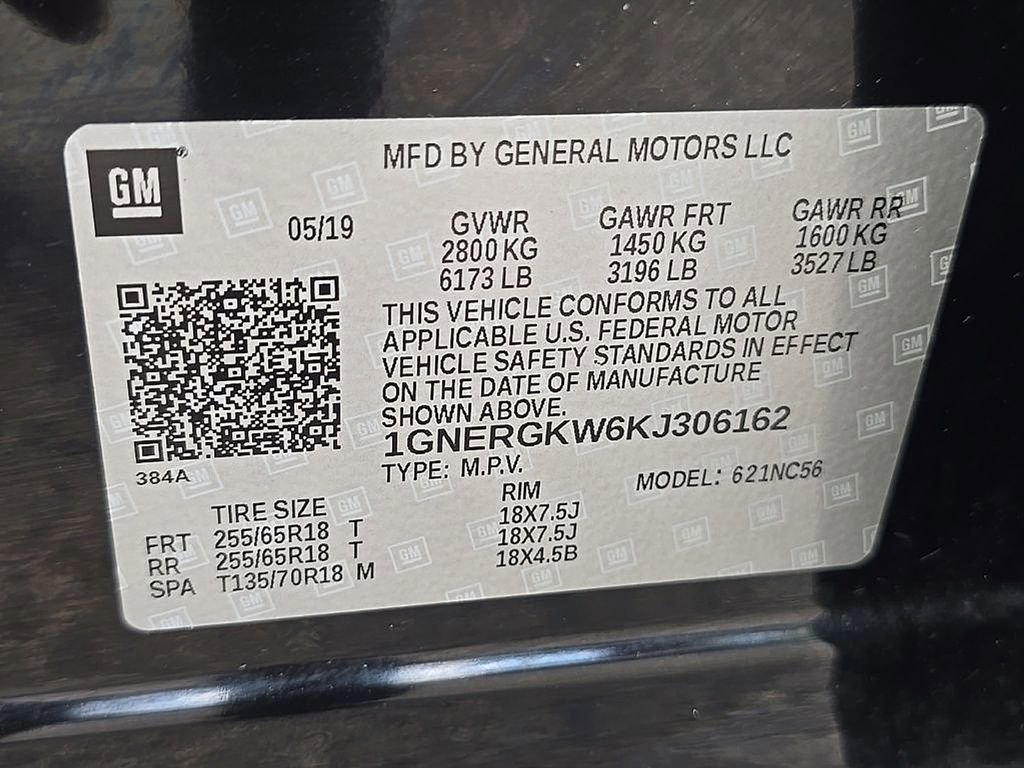 GM
MFD BY GENERAL MOTORS LLC
05/19
GVWR GAWR FRT GAWR RR
2800 KG 1450 KG 1600 KG
6173 LB 3196 LB 3527 LB
THIS VEHICLE CONFORMS TO ALL
APPLICABLE U.S. FEDERAL MOTOR
VEHICLE SAFETY STANDARDS IN EFFECT
ON THE DATE OF MANUFACTURE
SHOWN ABOVE.
1GNERGKW6KJ306162
TYPE: M.P.V. MODEL: 621NC56
384A
TIRE SIZE RIM
FRT 255/65R18 T 18X7.5J
RR 255/65R18 T 18X7.5J
SPA T135/70R18 M 18X4.5B